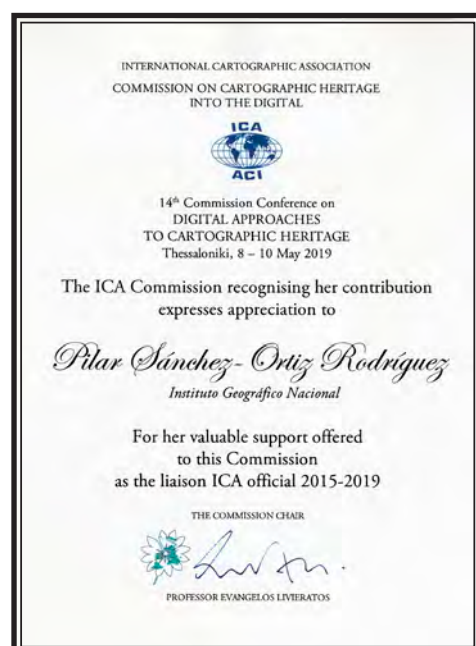 INTERNATIONAL CARTOGRAPHIC ASSOCIATION
COMMISSION ON CARTOGRAPHIC HERITAGE
INTO THE DIGITAL
ICA
ACI
14th Commission Conference on
DIGITAL APPROACHES
TO CARTOGRAPHIC HERITAGE
Thessaloniki, 8 – 10 May 2019
The ICA Commission recognising her contribution
expresses appreciation to
Pilar Sánchez- Ortiz Rodríguez
Instituto Geográfico Nacional
For her valuable support offered
to this Commission
as the liaison ICA official 2015-2019
THE COMMISSION CHAIR
PROFESSOR EVANGELOS LIVIERATOS